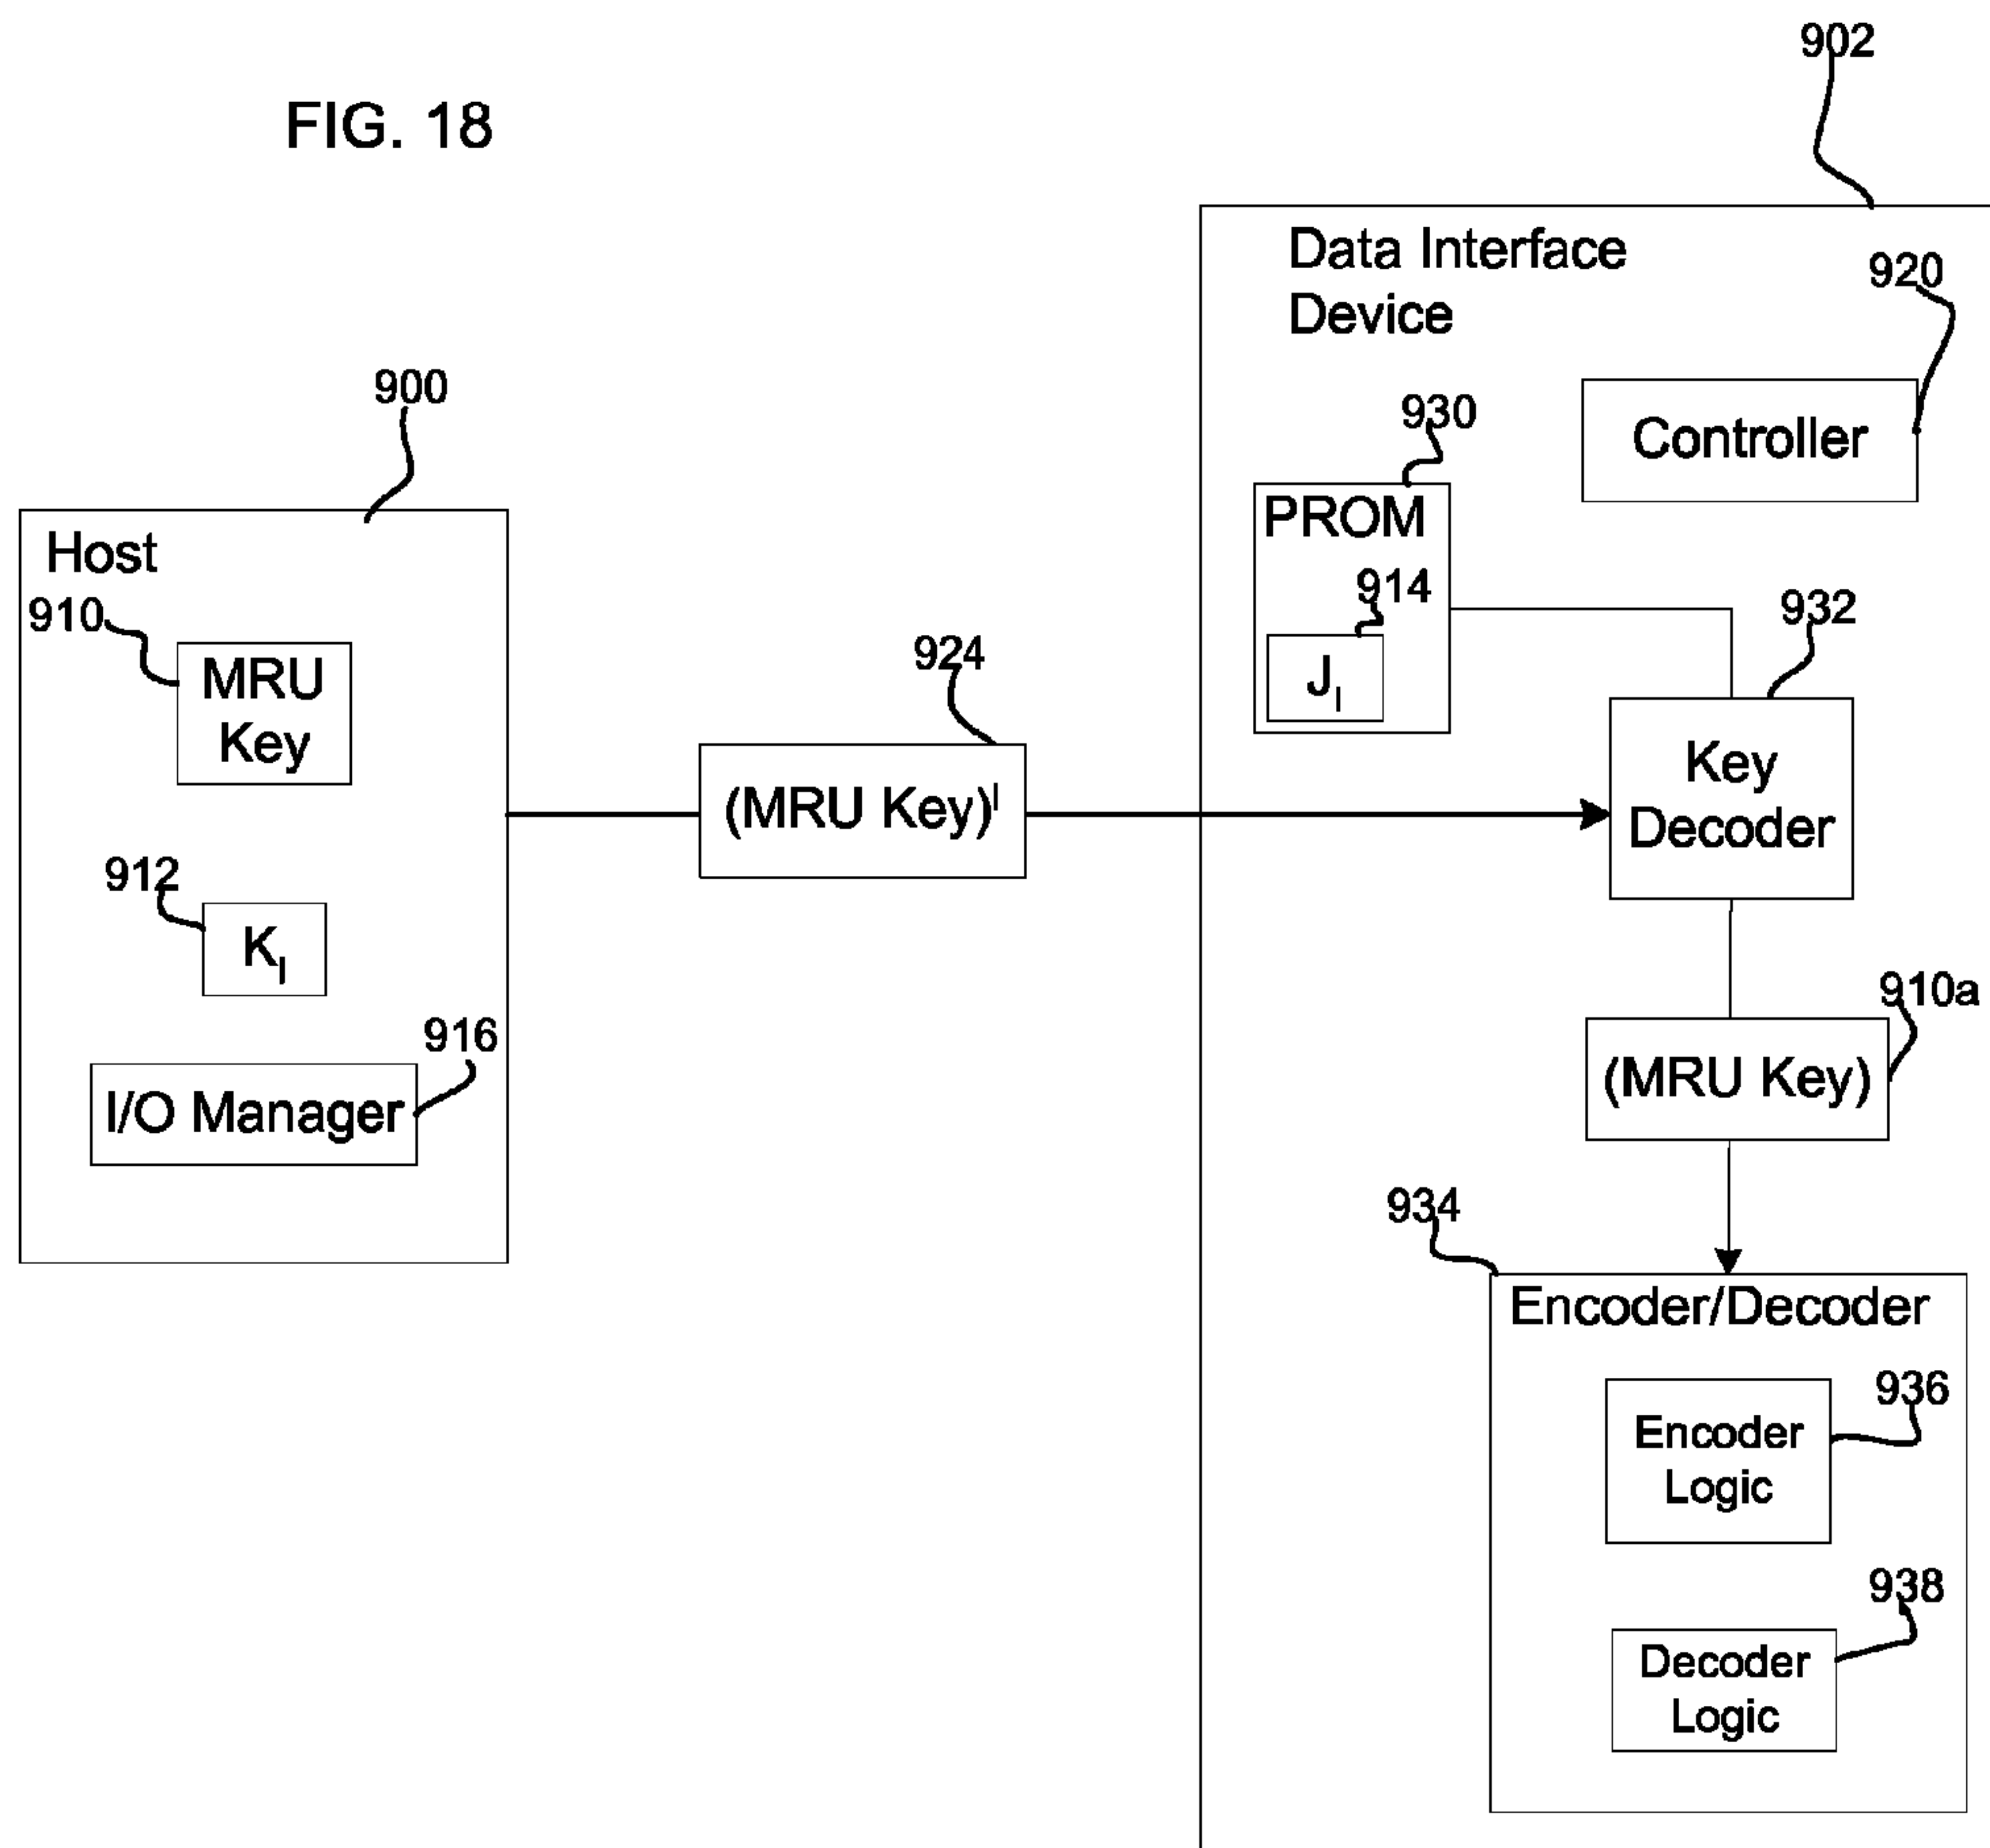 FIG. 18
902
Data Interface
Device
920
Controller
930
PROM
914
J_I
932
Key
Decoder
900
Host
910
MRU
Key
912
K_I
916
I/O Manager
924
(MRU Key)^I
910a
(MRU Key)
934
Encoder/Decoder
936
Encoder
Logic
938
Decoder
Logic